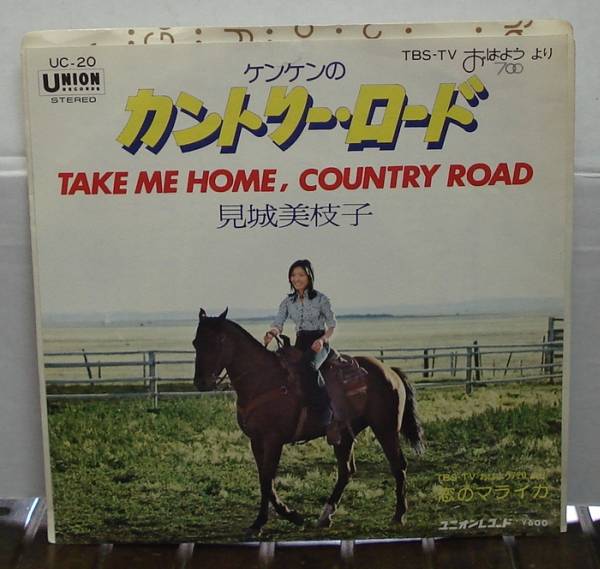 UC-20
UNION
RECORDS
STEREO
TBS-TV おはよう700 より
ケンケンの
カントリー・ロード
TAKE ME HOME, COUNTRY ROAD
見城美枝子
恋のマライカ
ユニオンレコード ¥600